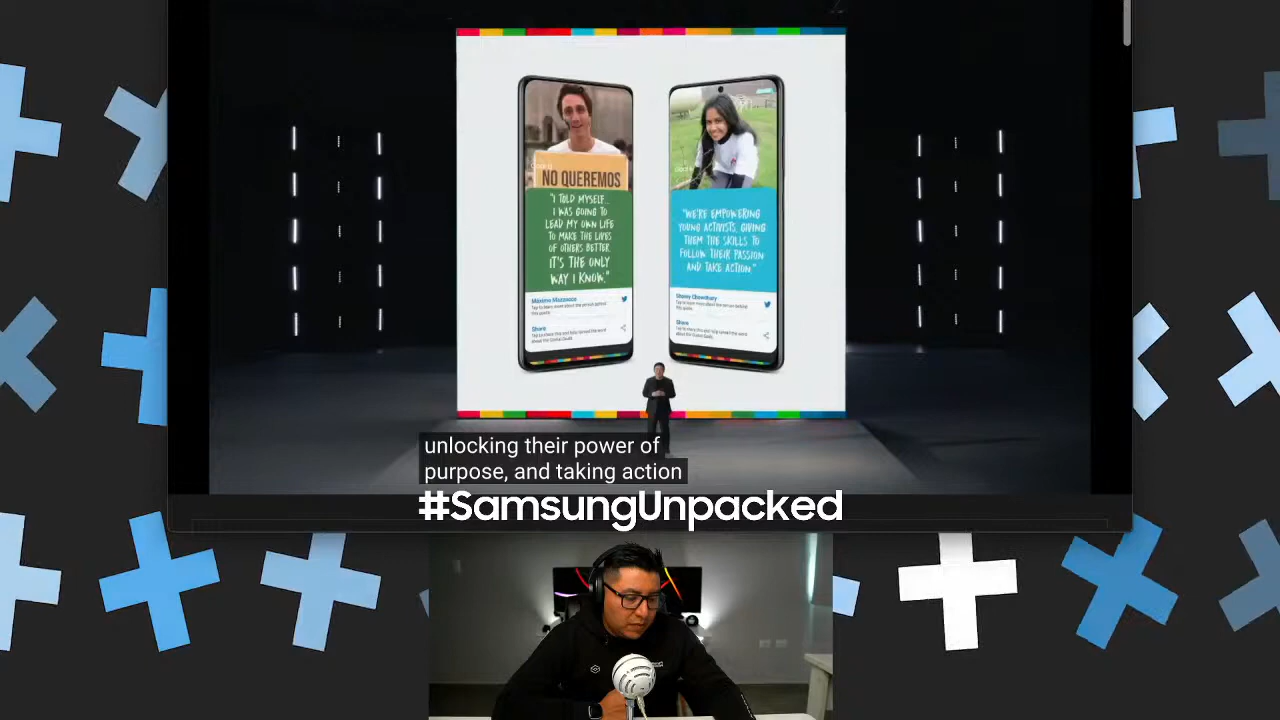 NO QUEREMOS
"I TOLD MYSELF...
I WAS GOING TO
LEAD MY OWN LIFE
TO MAKE THE LIVES
OF OTHERS BETTER
IT'S THE ONLY
WAY I KNOW."
Share
"WE'RE EMPOWERING
YOUNG ACTIVISTS, GIVING
THEM THE SKILLS TO
FOLLOW THEIR PASSION
AND TAKE ACTION"
Share
unlocking their power of
purpose, and taking action
#SamsungUnpacked